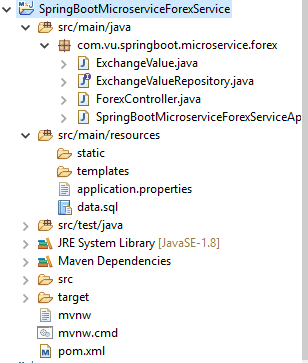 SpringBootMicroserviceForexService
src/main/java
com.vu.springboot.microservice.forex
ExchangeValue.java
ExchangeValueRepository.java
ForexController.java
SpringBootMicroserviceForexServiceAp
src/main/resources
static
templates
application.properties
data.sql
src/test/java
JRE System Library [JavaSE-1.8]
Maven Dependencies
src
target
mvnw
mvnw.cmd
pom.xml